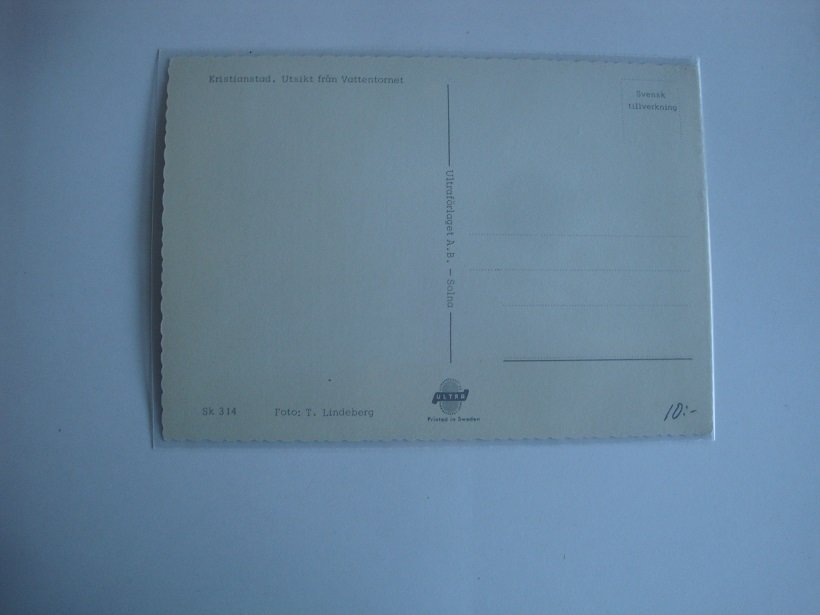 Kristianstad. Utsikt från Vattentornet
Svensk
tillverkning
Ultraförlaget A.B. – Solna
Sk 314
Foto: T. Lindeberg
ULTRA
Printed in Sweden
10:-